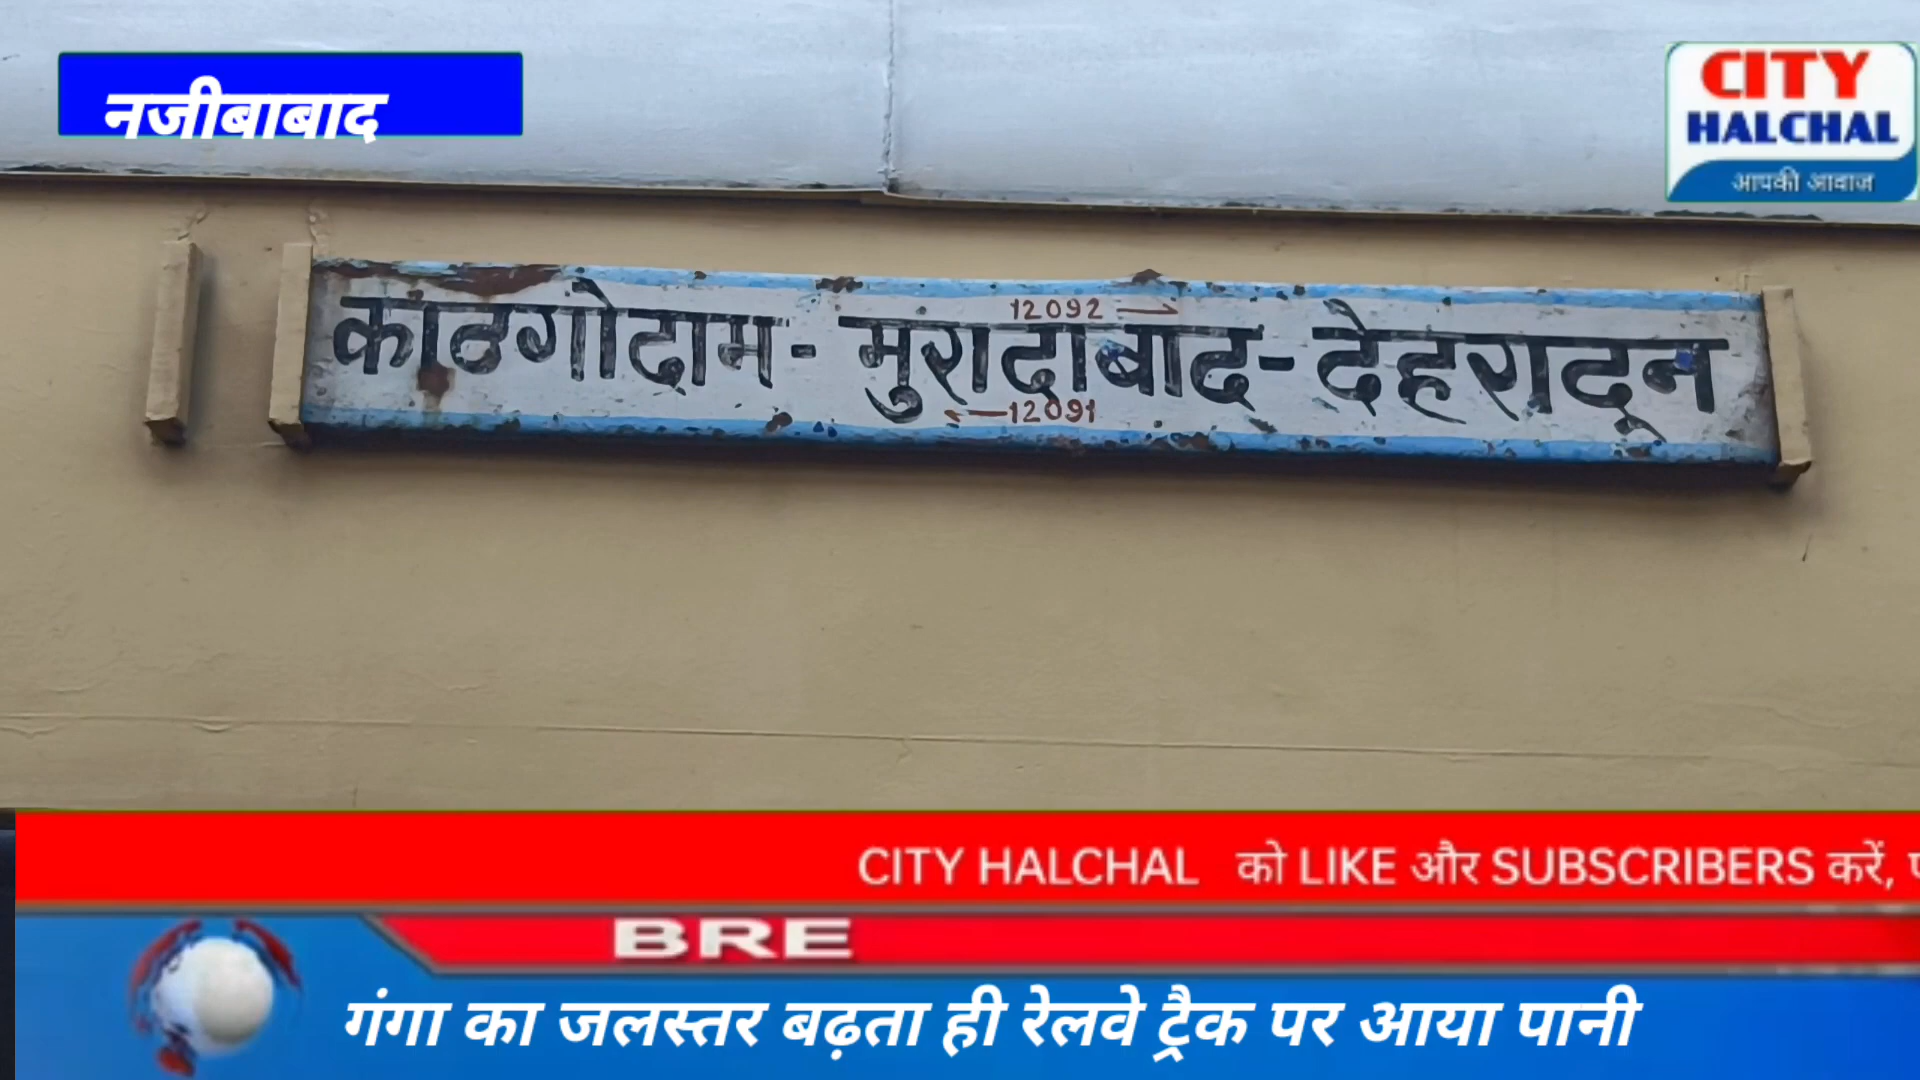 नजीबाबाद
CITY
HALCHAL
आपकी आवाज
12092 →
काठगोदाम - मुरादाबाद - देहरादून
← 12091
CITY HALCHAL को LIKE और SUBSCRIBERS करें,
BRE
गंगा का जलस्तर बढ़ता ही रेलवे ट्रैक पर आया पानी